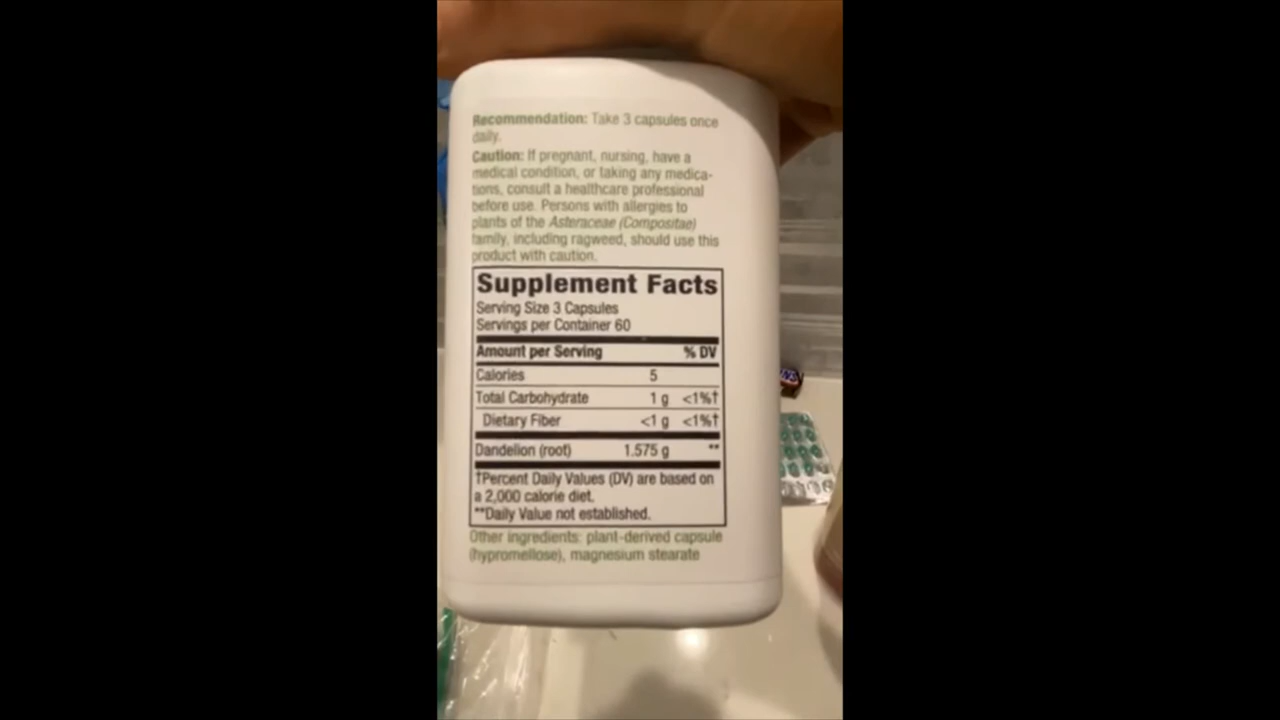 Recommendation: Take 3 capsules once
daily.
Caution: If pregnant, nursing, have a
medical condition, or taking any medica-
tions, consult a healthcare professional
before use. Persons with allergies to
plants of the Asteraceae (Compositae)
family, including ragweed, should use this
product with caution.
Supplement Facts
Serving Size 3 Capsules
Servings per Container 60
Amount per Serving % DV
Calories 5
Total Carbohydrate 1 g <1%†
Dietary Fiber <1 g <1%†
Dandelion (root) 1.575 g **
†Percent Daily Values (DV) are based on
a 2,000 calorie diet.
**Daily Value not established.
Other ingredients: plant-derived capsule
(hypromellose), magnesium stearate